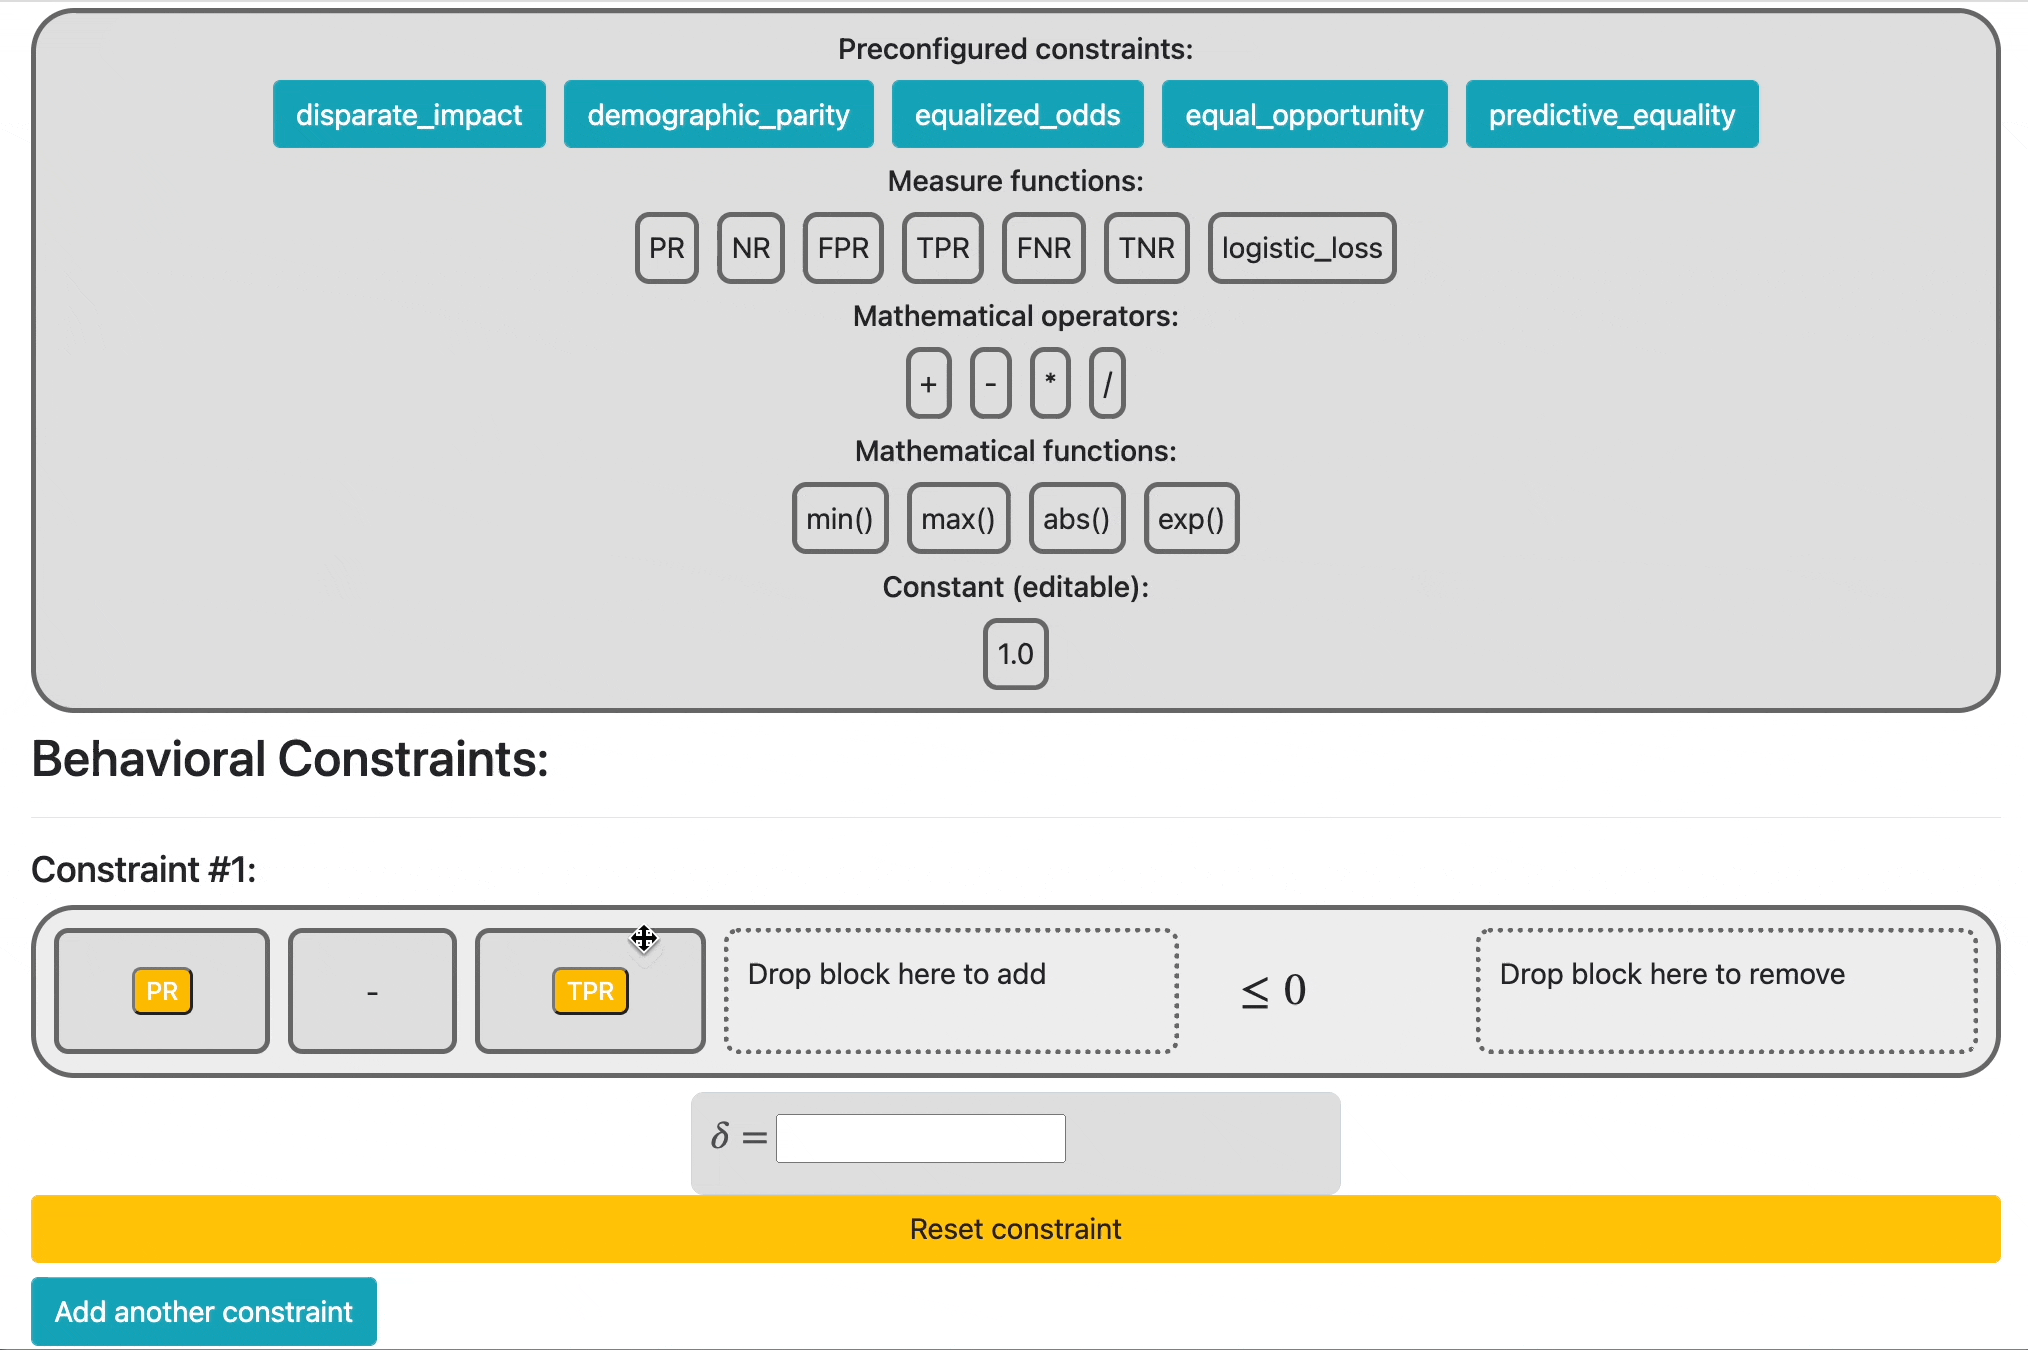 Preconfigured constraints:
disparate_impact demographic_parity equalized_odds equal_opportunity predictive_equality
Measure functions:
PR NR FPR TPR FNR TNR logistic_loss
Mathematical operators:
+ - * /
Mathematical functions:
min() max() abs() exp()
Constant (editable):
1.0
Behavioral Constraints:
Constraint #1:
PR - TPR Drop block here to add ≤ 0 Drop block here to remove
δ =
Reset constraint
Add another constraint